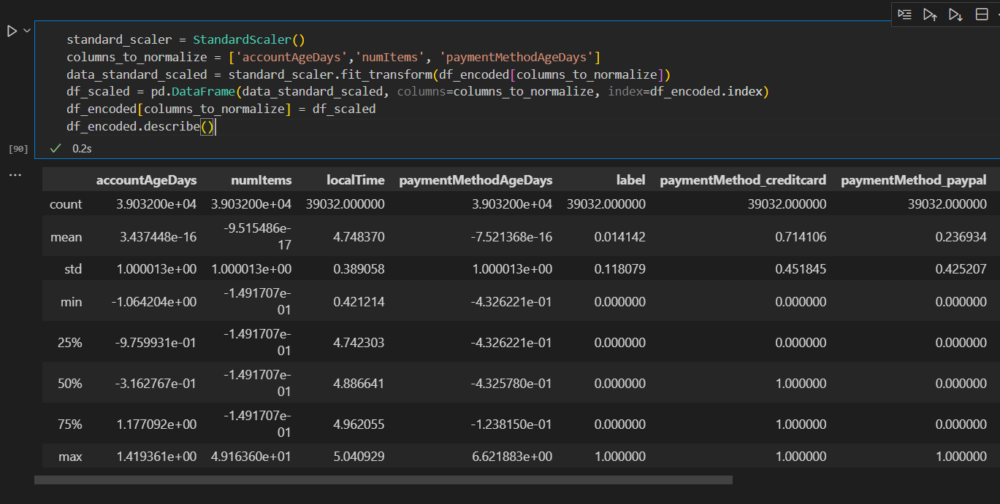 standard_scaler = StandardScaler()
columns_to_normalize = ['accountAgeDays','numItems', 'paymentMethodAgeDays']
data_standard_scaled = standard_scaler.fit_transform(df_encoded[columns_to_normalize])
df_scaled = pd.DataFrame(data_standard_scaled, columns=columns_to_normalize, index=df_encoded.index)
df_encoded[columns_to_normalize] = df_scaled
df_encoded.describe()
[90] 0.2s
...
accountAgeDays numItems localTime paymentMethodAgeDays label paymentMethod_creditcard paymentMethod_paypal
count 3.903200e+04 3.903200e+04 39032.000000 3.903200e+04 39032.000000 39032.000000 39032.000000
mean 3.437448e-16 -9.515486e-17 4.748370 -7.521368e-16 0.014142 0.714106 0.236934
std 1.000013e+00 1.000013e+00 0.389058 1.000013e+00 0.118079 0.451845 0.425207
min -1.064204e+00 -1.491707e-01 0.421214 -4.326221e-01 0.000000 0.000000 0.000000
25% -9.759931e-01 -1.491707e-01 4.742303 -4.326221e-01 0.000000 0.000000 0.000000
50% -3.162767e-01 -1.491707e-01 4.886641 -4.325780e-01 0.000000 1.000000 0.000000
75% 1.177092e+00 -1.491707e-01 4.962055 -1.238150e-01 0.000000 1.000000 0.000000
max 1.419361e+00 4.916360e+01 5.040929 6.621883e+00 1.000000 1.000000 1.000000